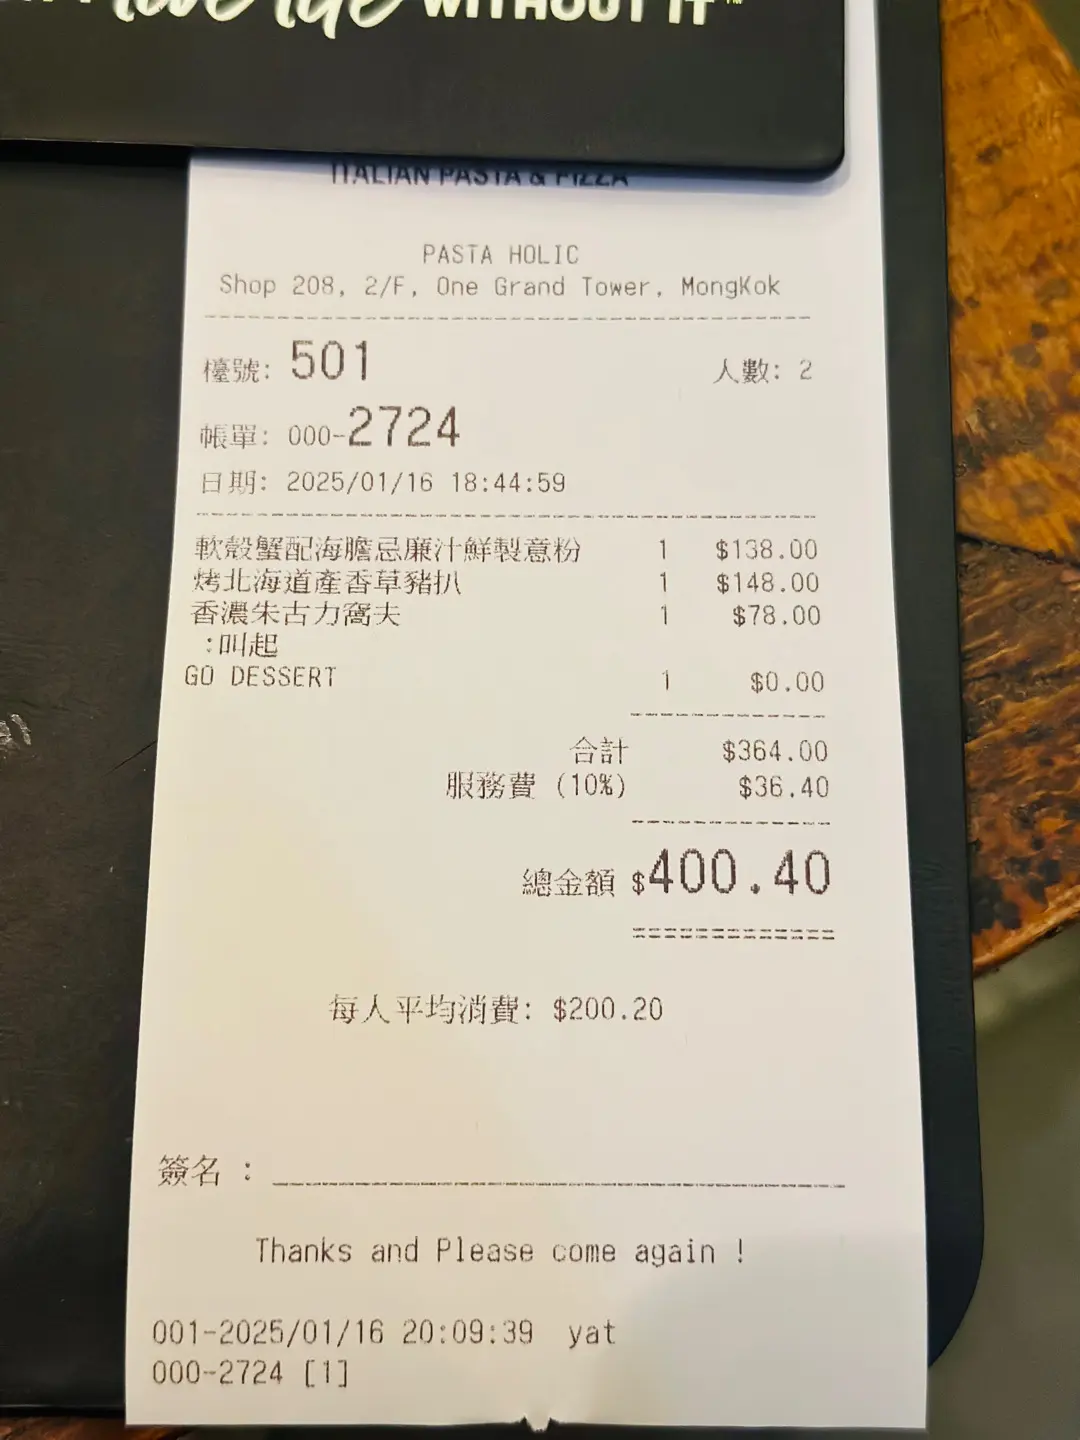 live life WITHOUT IT™
ITALIAN PASTA & PIZZA
PASTA HOLIC
Shop 208, 2/F, One Grand Tower, MongKok
檯號: 501 人數: 2
帳單: 000-2724
日期: 2025/01/16 18:44:59
軟殼蟹配海膽忌廉汁鮮製意粉 1 $138.00
烤北海道產香草豬扒 1 $148.00
香濃朱古力窩夫 1 $78.00
:叫起
GO DESSERT 1 $0.00
合計 $364.00
服務費 (10%) $36.40
總金額 $400.40
每人平均消費: $200.20
簽名 :
Thanks and Please come again !
001-2025/01/16 20:09:39 yat
000-2724 [1]